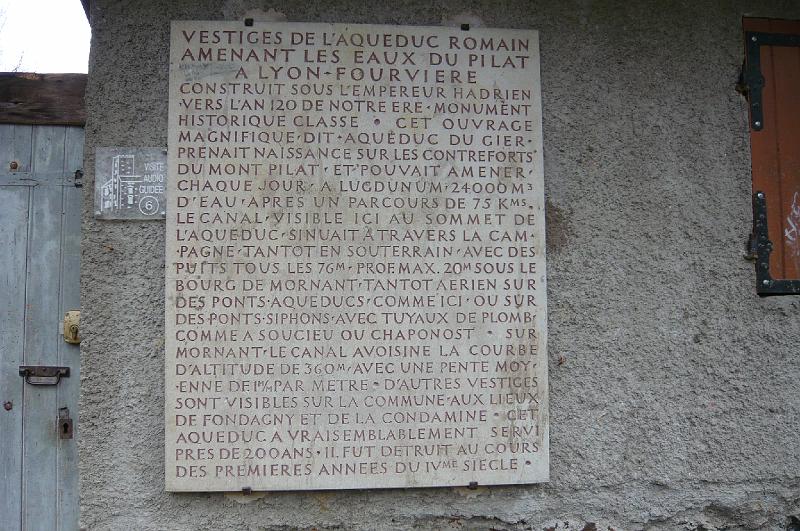 VESTIGES DE L'AQUEDUC ROMAIN
AMENANT LES EAUX DU PILAT
A LYON-FOURVIERE
CONSTRUIT SOUS L'EMPEREUR HADRIEN
VERS L'AN 120 DE NOTRE ERE · MONUMENT
HISTORIQUE CLASSE • CET OUVRAGE
MAGNIFIQUE · DIT · AQUEDUC DU GIER ·
PRENAIT NAISSANCE SUR LES CONTREFORTS
DU MONT PILAT · ET POUVAIT AMENER ·
CHAQUE JOUR · A LUGDUNUM · 24000 M³
D'EAU · APRES UN PARCOURS DE 75 KMS.
LE CANAL · VISIBLE ICI AU SOMMET DE
L'AQUEDUC · SINUAIT A TRAVERS LA CAM-
PAGNE · TANTOT EN SOUTERRAIN · AVEC DES
PUITS TOUS LES 76M · PROF MAX. 20M SOUS LE
BOURG DE MORNANT · TANTOT AERIEN SUR
DES PONTS · AQUEDUCS · COMME ICI · OU SUR
DES PONTS · SIPHONS · AVEC TUYAUX DE PLOMB ·
COMME A SOUCIEU OU CHAPONOST • SUR
MORNANT · LE CANAL AVOISINE LA COURBE
D'ALTITUDE DE 360M · AVEC UNE PENTE MOY-
ENNE DE 1M/M PAR METRE • D'AUTRES VESTIGES
SONT VISIBLES SUR LA COMMUNE · AUX LIEUX
DE FONDAGNY ET DE LA CONDAMINE • CET
AQUEDUC A VRAISEMBLABLEMENT SERVI
PRES DE 200 ANS · IL FUT DETRUIT AU COURS
DES PREMIERES ANNEES DU IVME SIECLE •
VISITE
AUDIO
GUIDEE
6